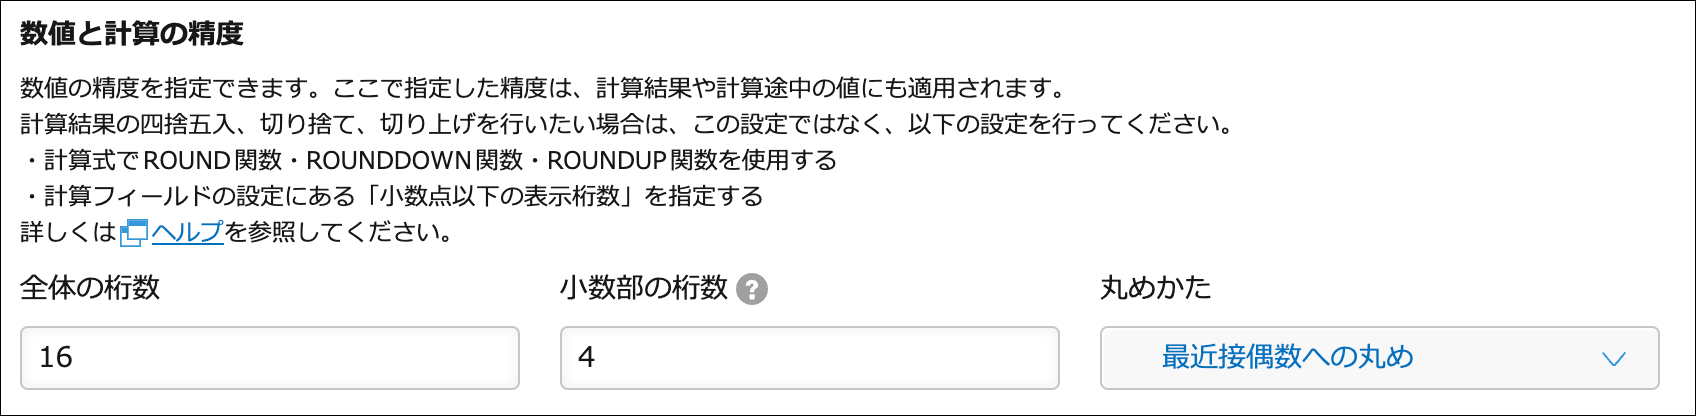 数値と計算の精度
数値の精度を指定できます。ここで指定した精度は、計算結果や計算途中の値にも適用されます。
計算結果の四捨五入、切り捨て、切り上げを行いたい場合は、この設定ではなく、以下の設定を行ってください。
・計算式でROUND関数・ROUNDDOWN関数・ROUNDUP関数を使用する
・計算フィールドの設定にある「小数点以下の表示桁数」を指定する
詳しくはヘルプを参照してください。
全体の桁数 小数部の桁数 ? 丸めかた
16 4 最近接偶数への丸め